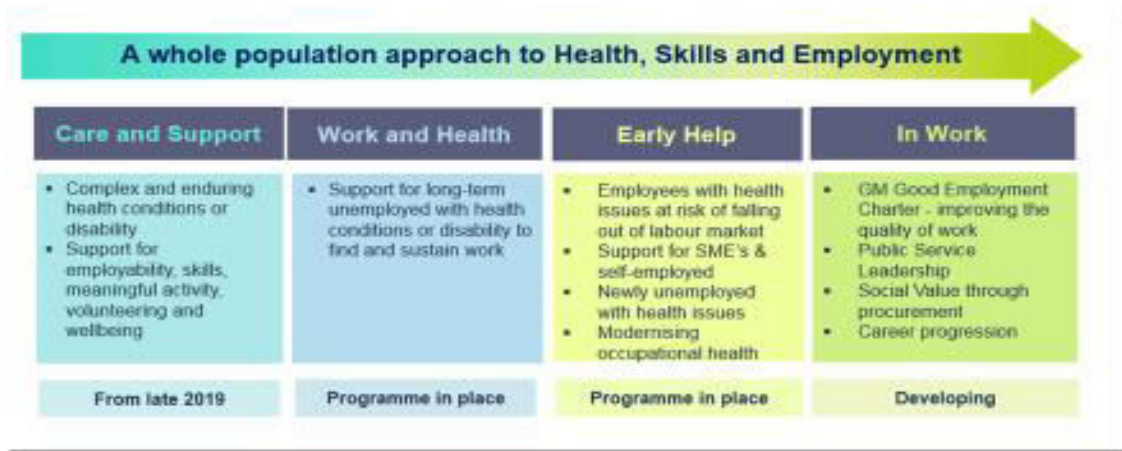 A whole population approach to Health, Skills and Employment
Care and Support
▪ Complex and enduring
health conditions or
disability
▪ Support for
employability, skills,
meaningful activity,
volunteering and
wellbeing
From late 2019
Work and Health
▪ Support for long-term
unemployed with health
conditions or disability to
find and sustain work
Programme in place
Early Help
▪ Employees with health
issues at risk of falling
out of labour market
▪ Support for SME's &
self-employed
▪ Newly unemployed
with health issues
▪ Modernising
occupational health
Programme in place
In Work
▪ GM Good Employment
Charter - improving the
quality of work
▪ Public Service
Leadership
▪ Social Value through
procurement
▪ Career progression
Developing